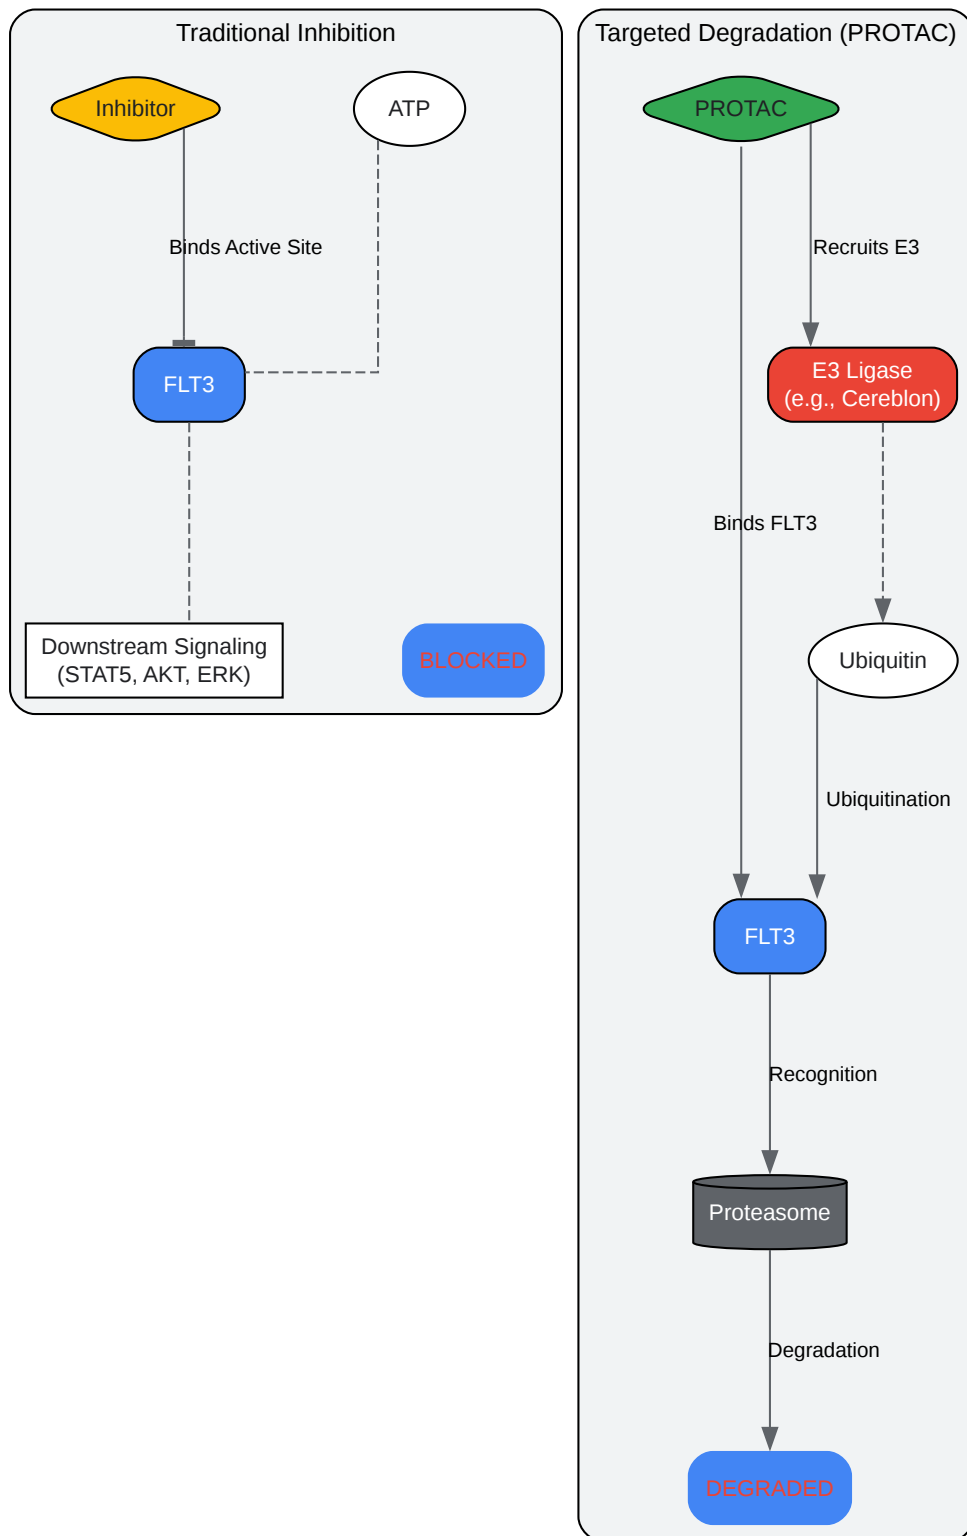 Traditional Inhibition
Inhibitor
ATP
Binds Active Site
FLT3
Downstream Signaling
(STAT5, AKT, ERK)
BLOCKED
Targeted Degradation (PROTAC)
PROTAC
Recruits E3
E3 Ligase
(e.g., Cereblon)
Binds FLT3
Ubiquitin
Ubiquitination
FLT3
Recognition
Proteasome
Degradation
DEGRADED